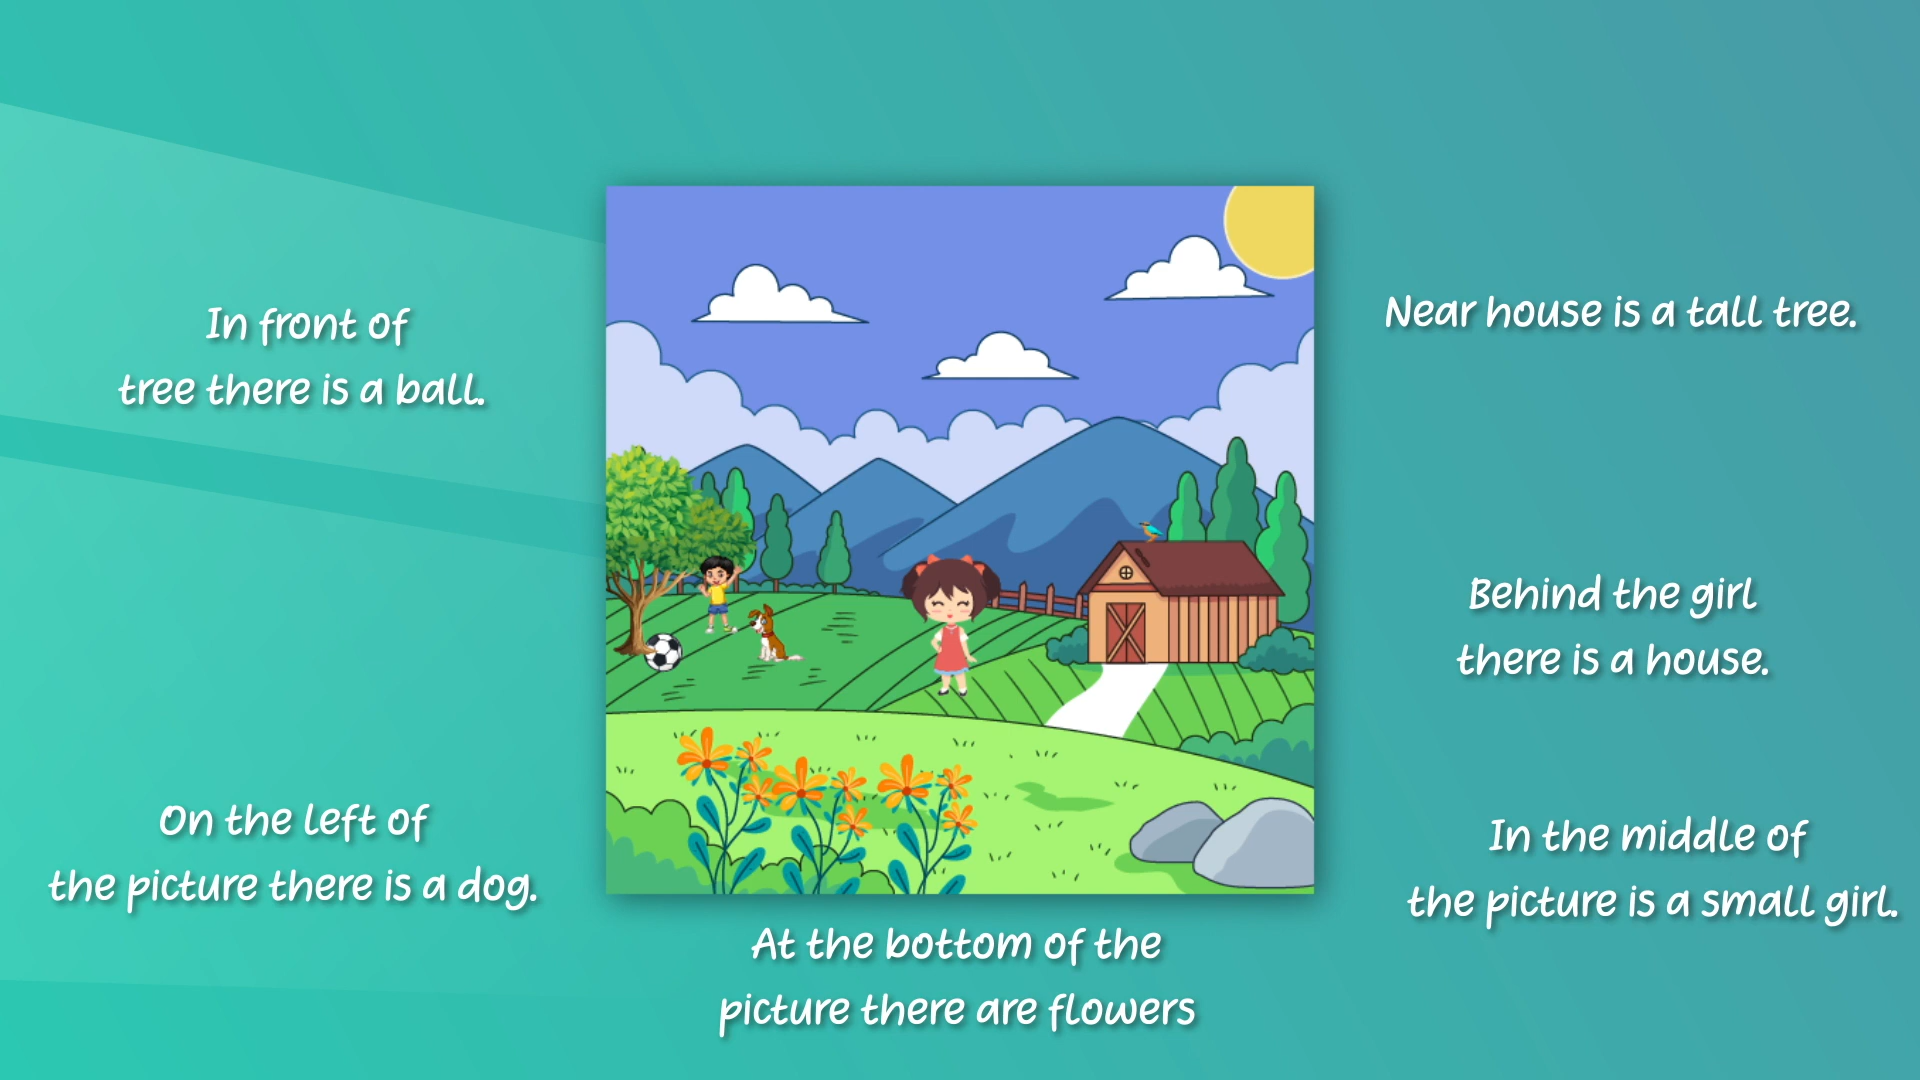 In front of
tree there is a ball.
On the left of
the picture there is a dog.
At the bottom of the
picture there are flowers
Near house is a tall tree.
Behind the girl
there is a house.
In the middle of
the picture is a small girl.